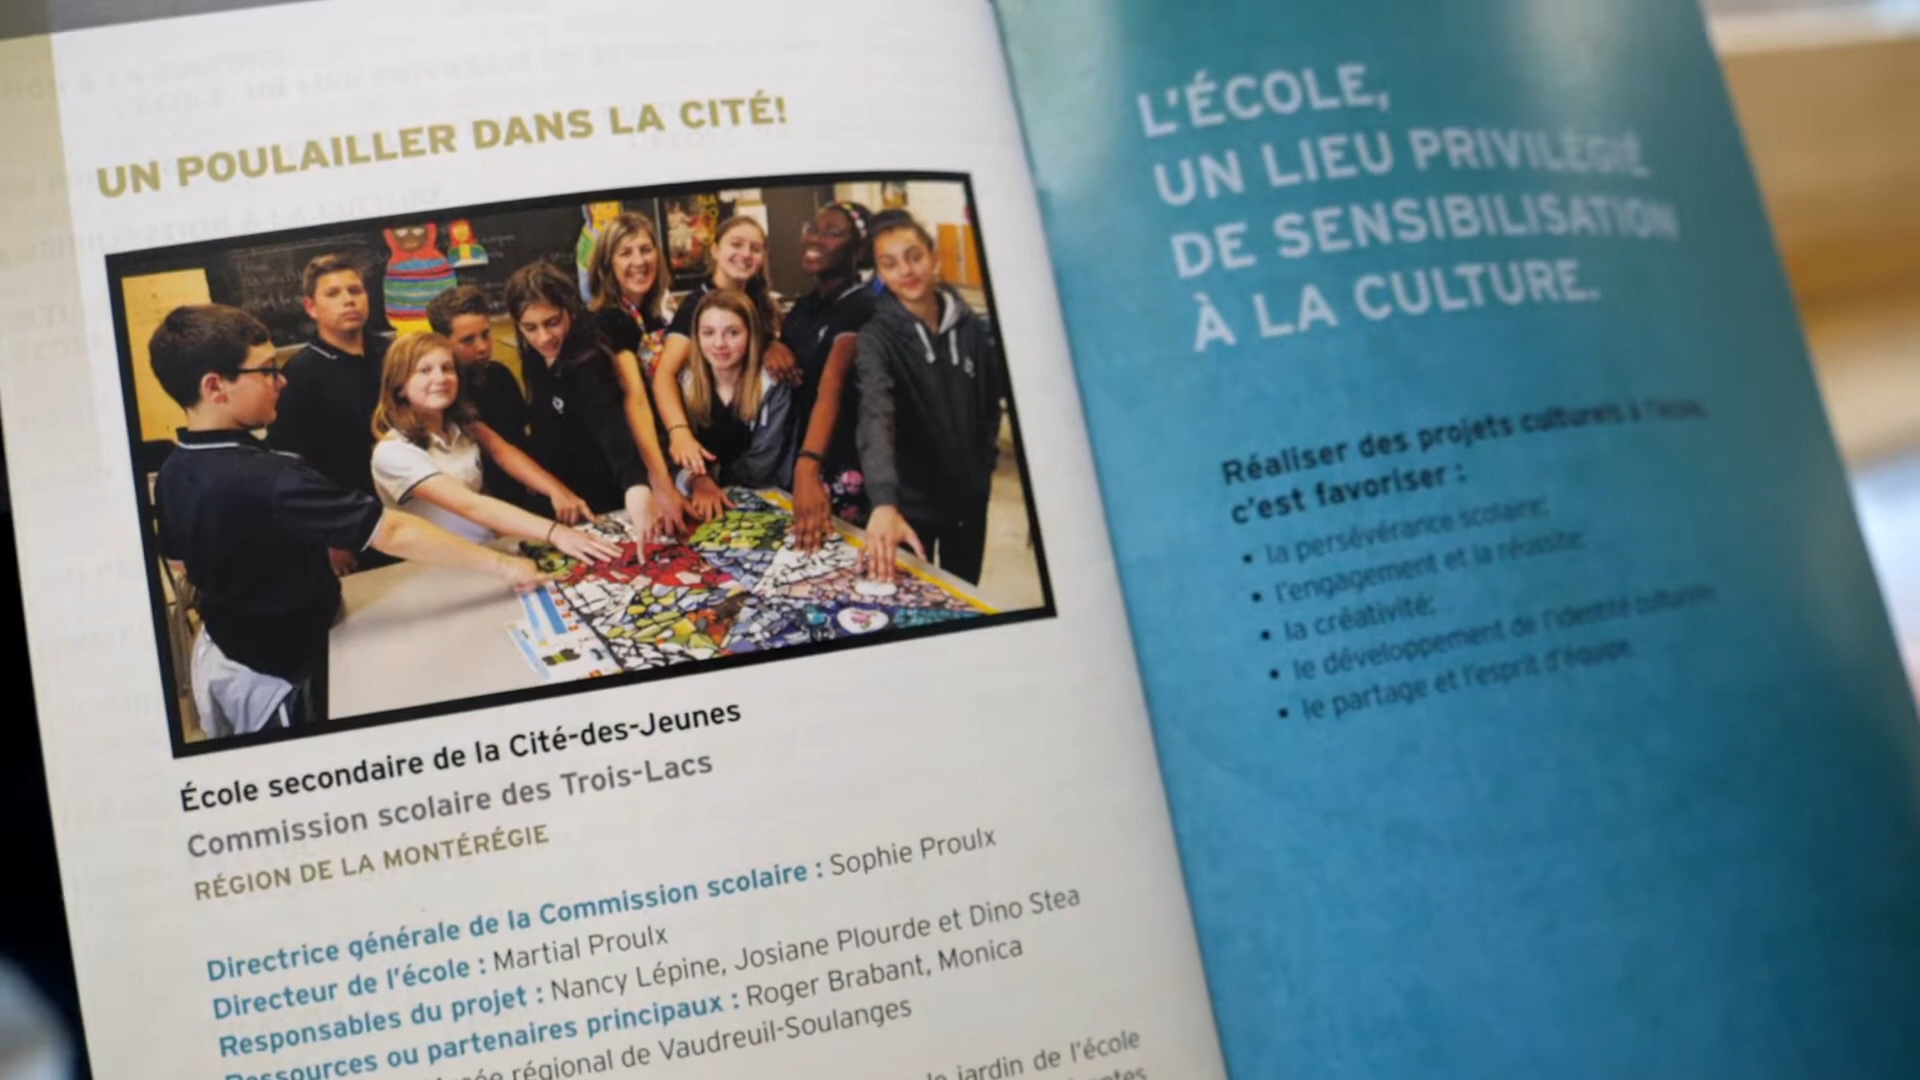 UN POULAILLER DANS LA CITÉ!
École secondaire de la Cité-des-Jeunes
Commission scolaire des Trois-Lacs
RÉGION DE LA MONTÉRÉGIE
Directrice générale de la Commission scolaire : Sophie Proulx
Directeur de l'école : Martial Proulx
Responsables du projet : Nancy Lépine, Josiane Plourde et Dino Stea
Ressources ou partenaires principaux : Roger Brabant, Monica
régional de Vaudreuil-Soulanges
jardin de l'école
L'ÉCOLE,
UN LIEU PRIVILÉGIÉ
DE SENSIBILISATION
À LA CULTURE.
Réaliser des projets culturels à l'école,
c'est favoriser :
• la persévérance scolaire;
• l'engagement et la réussite;
• la créativité;
• le développement de l'identité culturelle;
• le partage et l'esprit d'équipe.